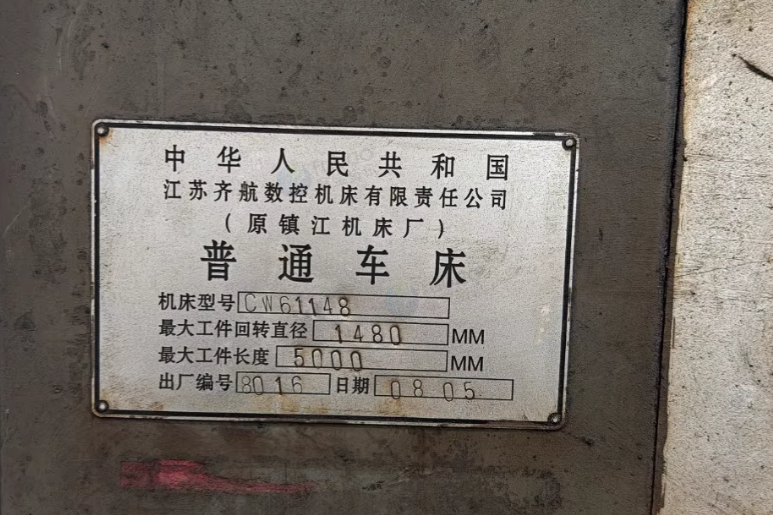 中华人民共和国
江苏齐航数控机床有限责任公司
(原镇江机床厂)
普通车床
机床型号 CW61148
最大工件回转直径 1480 MM
最大工件长度 5000 MM
出厂编号 8016 日期 08.05